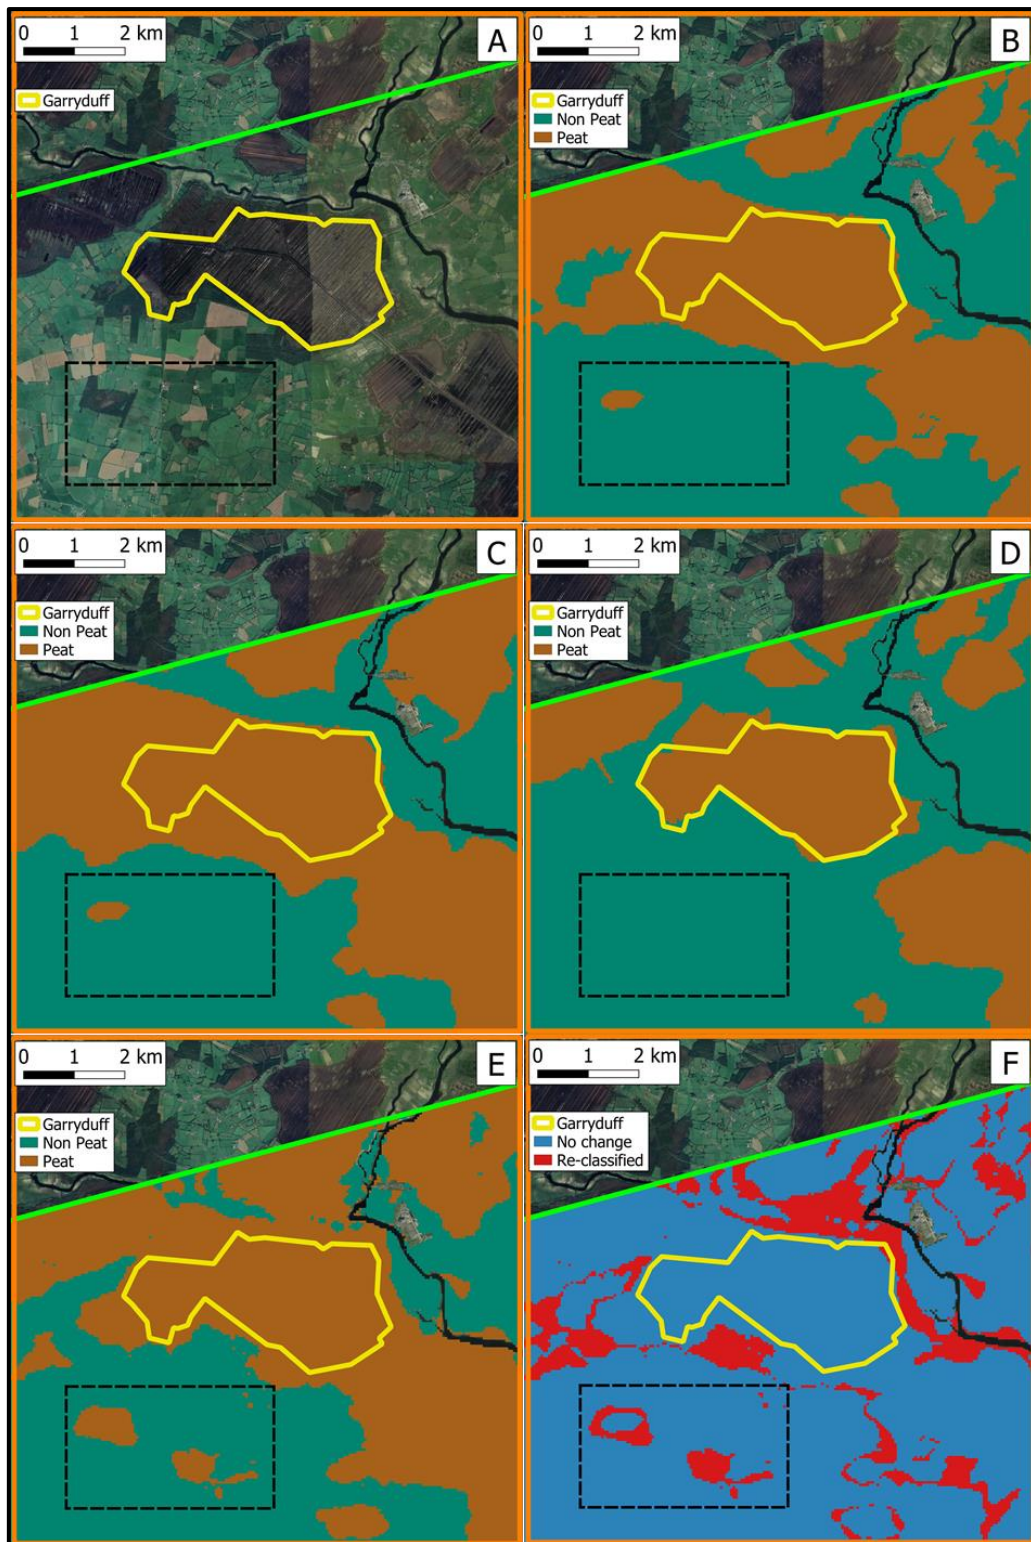 0 1 2 km
A
Garryduff
0 1 2 km
B
Garryduff
Non Peat
Peat
0 1 2 km
C
Garryduff
Non Peat
Peat
0 1 2 km
D
Garryduff
Non Peat
Peat
0 1 2 km
E
Garryduff
Non Peat
Peat
0 1 2 km
F
Garryduff
No change
Re-classified